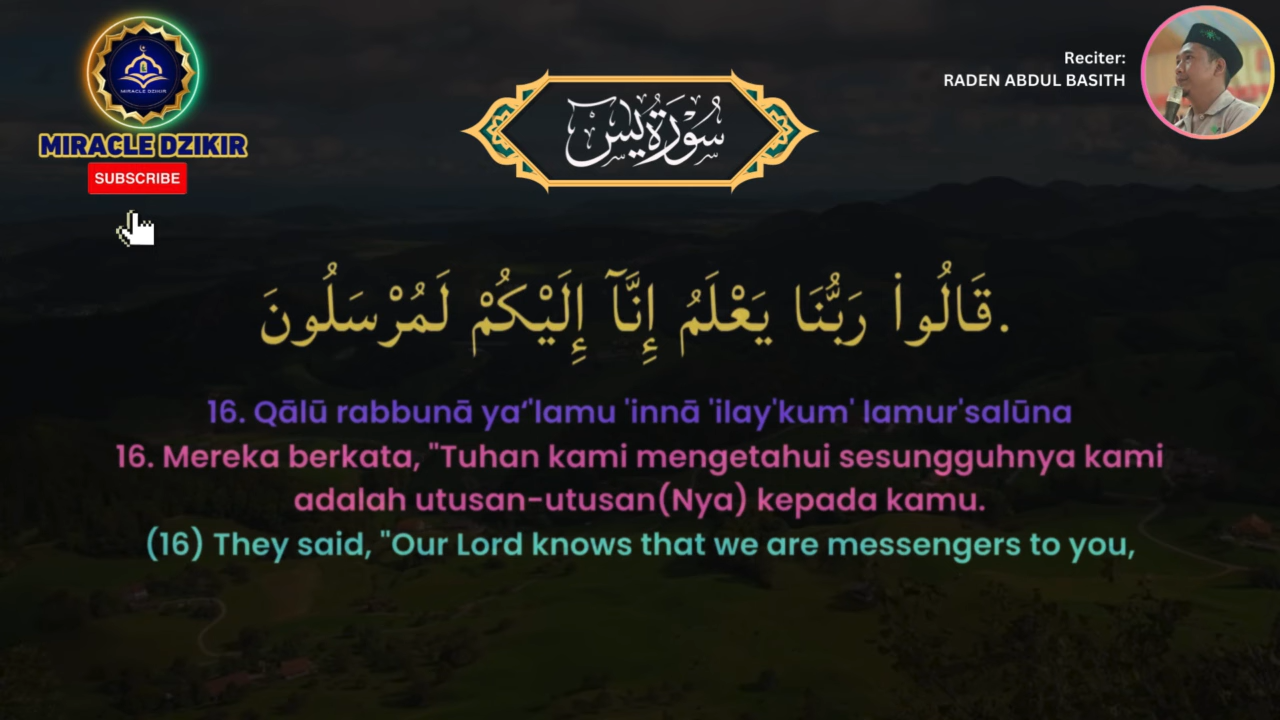 MIRACLE DZIKIR
MIRACLE DZIKIR
SUBSCRIBE
Reciter:
RADEN ABDUL BASITH
سُورَةُ يس
قَالُوا۟ رَبُّنَا يَعْلَمُ إِنَّآ إِلَيْكُمْ لَمُرْسَلُونَ.
16. Qālū rabbunā ya‘'lamu 'innā 'ilay'kum' lamur'salūna
16. Mereka berkata, "Tuhan kami mengetahui sesungguhnya kami
adalah utusan-utusan(Nya) kepada kamu.
(16) They said, "Our Lord knows that we are messengers to you,